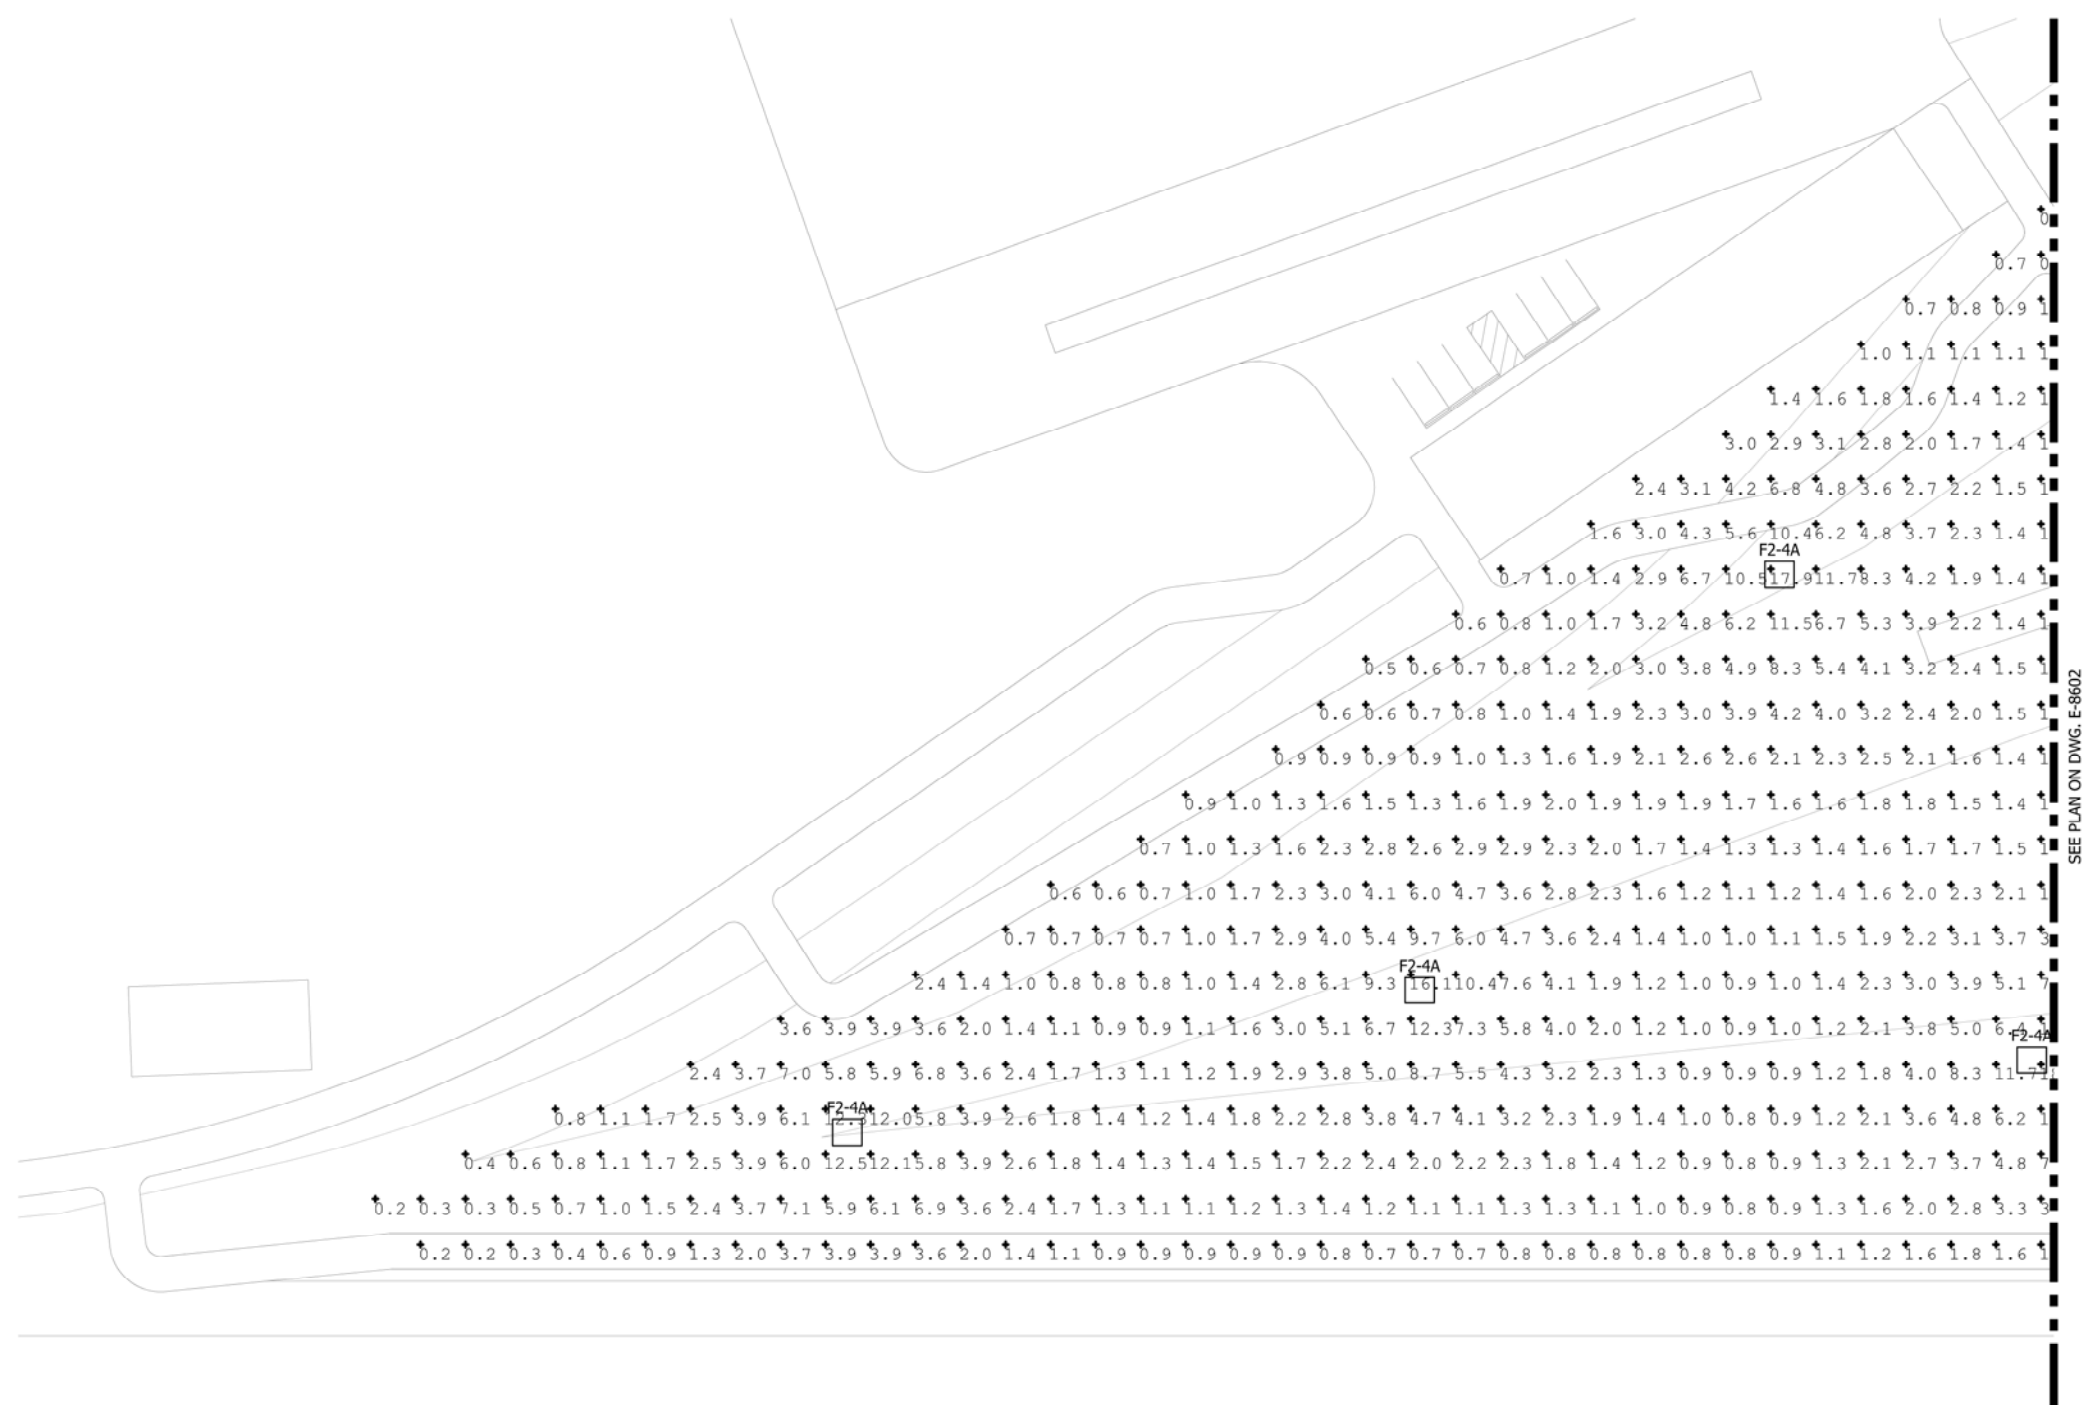 0
0.7 0
0.7 0.8 0.9 1
1.0 1.1 1.1 1.1 1
1.4 1.6 1.8 1.6 1.4 1.2 1
3.0 2.9 3.1 2.8 2.0 1.7 1.4 1
2.4 3.1 4.2 6.8 4.8 3.6 2.7 2.2 1.5 1
1.6 3.0 4.3 5.6 10.4 6.2 4.8 3.7 2.3 1.4 1
F2-4A
0.7 1.0 1.4 2.9 6.7 10.5 17.9 11.7 8.3 4.2 1.9 1.4 1
0.6 0.8 1.0 1.7 3.2 4.8 6.2 11.5 6.7 5.3 3.9 2.2 1.4 1
0.5 0.6 0.7 0.8 1.2 2.0 3.0 3.8 4.9 8.3 5.4 4.1 3.2 2.4 1.5 1
0.6 0.6 0.7 0.8 1.0 1.4 1.9 2.3 3.0 3.9 4.2 4.0 3.2 2.4 2.0 1.5 1
0.9 0.9 0.9 0.9 1.0 1.3 1.6 1.9 2.1 2.6 2.6 2.1 2.3 2.5 2.1 1.6 1.4 1
0.9 1.0 1.3 1.6 1.5 1.3 1.6 1.9 2.0 1.9 1.9 1.9 1.7 1.6 1.6 1.8 1.8 1.5 1.4 1
0.7 1.0 1.3 1.6 2.3 2.8 2.6 2.9 2.9 2.3 2.0 1.7 1.4 1.3 1.3 1.4 1.6 1.7 1.7 1.5 1
0.6 0.6 0.7 1.0 1.7 2.3 3.0 4.1 6.0 4.7 3.6 2.8 2.3 1.6 1.2 1.1 1.2 1.4 1.6 2.0 2.3 2.1 1
0.7 0.7 0.7 0.7 1.0 1.7 2.9 4.0 5.4 9.7 6.0 4.7 3.6 2.4 1.4 1.0 1.0 1.1 1.5 1.9 2.2 3.1 3.7 3
F2-4A
2.4 1.4 1.0 0.8 0.8 0.8 1.0 1.4 2.8 6.1 9.3 16.1 10.4 7.6 4.1 1.9 1.2 1.0 0.9 1.0 1.4 2.3 3.0 3.9 5.1 7
3.6 3.9 3.9 3.6 2.0 1.4 1.1 0.9 0.9 1.1 1.6 3.0 5.1 6.7 12.3 7.3 5.8 4.0 2.0 1.2 1.0 0.9 1.0 1.2 2.1 3.8 5.0 6.4 1
F2-4A
2.4 3.7 7.0 5.8 5.9 6.8 3.6 2.4 1.7 1.3 1.1 1.2 1.9 2.9 3.8 5.0 8.7 5.5 4.3 3.2 2.3 1.3 0.9 0.9 0.9 1.2 1.8 4.0 8.3 11.7 1
F2-4A
0.8 1.1 1.7 2.5 3.9 6.1 12.3 12.0 5.8 3.9 2.6 1.8 1.4 1.2 1.4 1.8 2.2 2.8 3.8 4.7 4.1 3.2 2.3 1.9 1.4 1.0 0.8 0.9 1.2 2.1 3.6 4.8 6.2 1
0.4 0.6 0.8 1.1 1.7 2.5 3.9 6.0 12.5 12.1 5.8 3.9 2.6 1.8 1.4 1.3 1.4 1.5 1.7 2.2 2.4 2.0 2.2 2.3 1.8 1.4 1.2 0.9 0.8 0.9 1.3 2.1 2.7 3.7 4.8 7
0.2 0.3 0.3 0.5 0.7 1.0 1.5 2.4 3.7 7.1 5.9 6.1 6.9 3.6 2.4 1.7 1.3 1.1 1.1 1.2 1.3 1.4 1.2 1.1 1.1 1.3 1.3 1.1 1.0 0.9 0.8 0.9 1.3 1.6 2.0 2.8 3.3 3
0.2 0.2 0.3 0.4 0.6 0.9 1.3 2.0 3.7 3.9 3.9 3.6 2.0 1.4 1.1 0.9 0.9 0.9 0.9 0.9 0.8 0.7 0.7 0.7 0.8 0.8 0.8 0.8 0.8 0.8 0.9 1.1 1.2 1.6 1.8 1.6 1
SEE PLAN ON DWG. E-8602